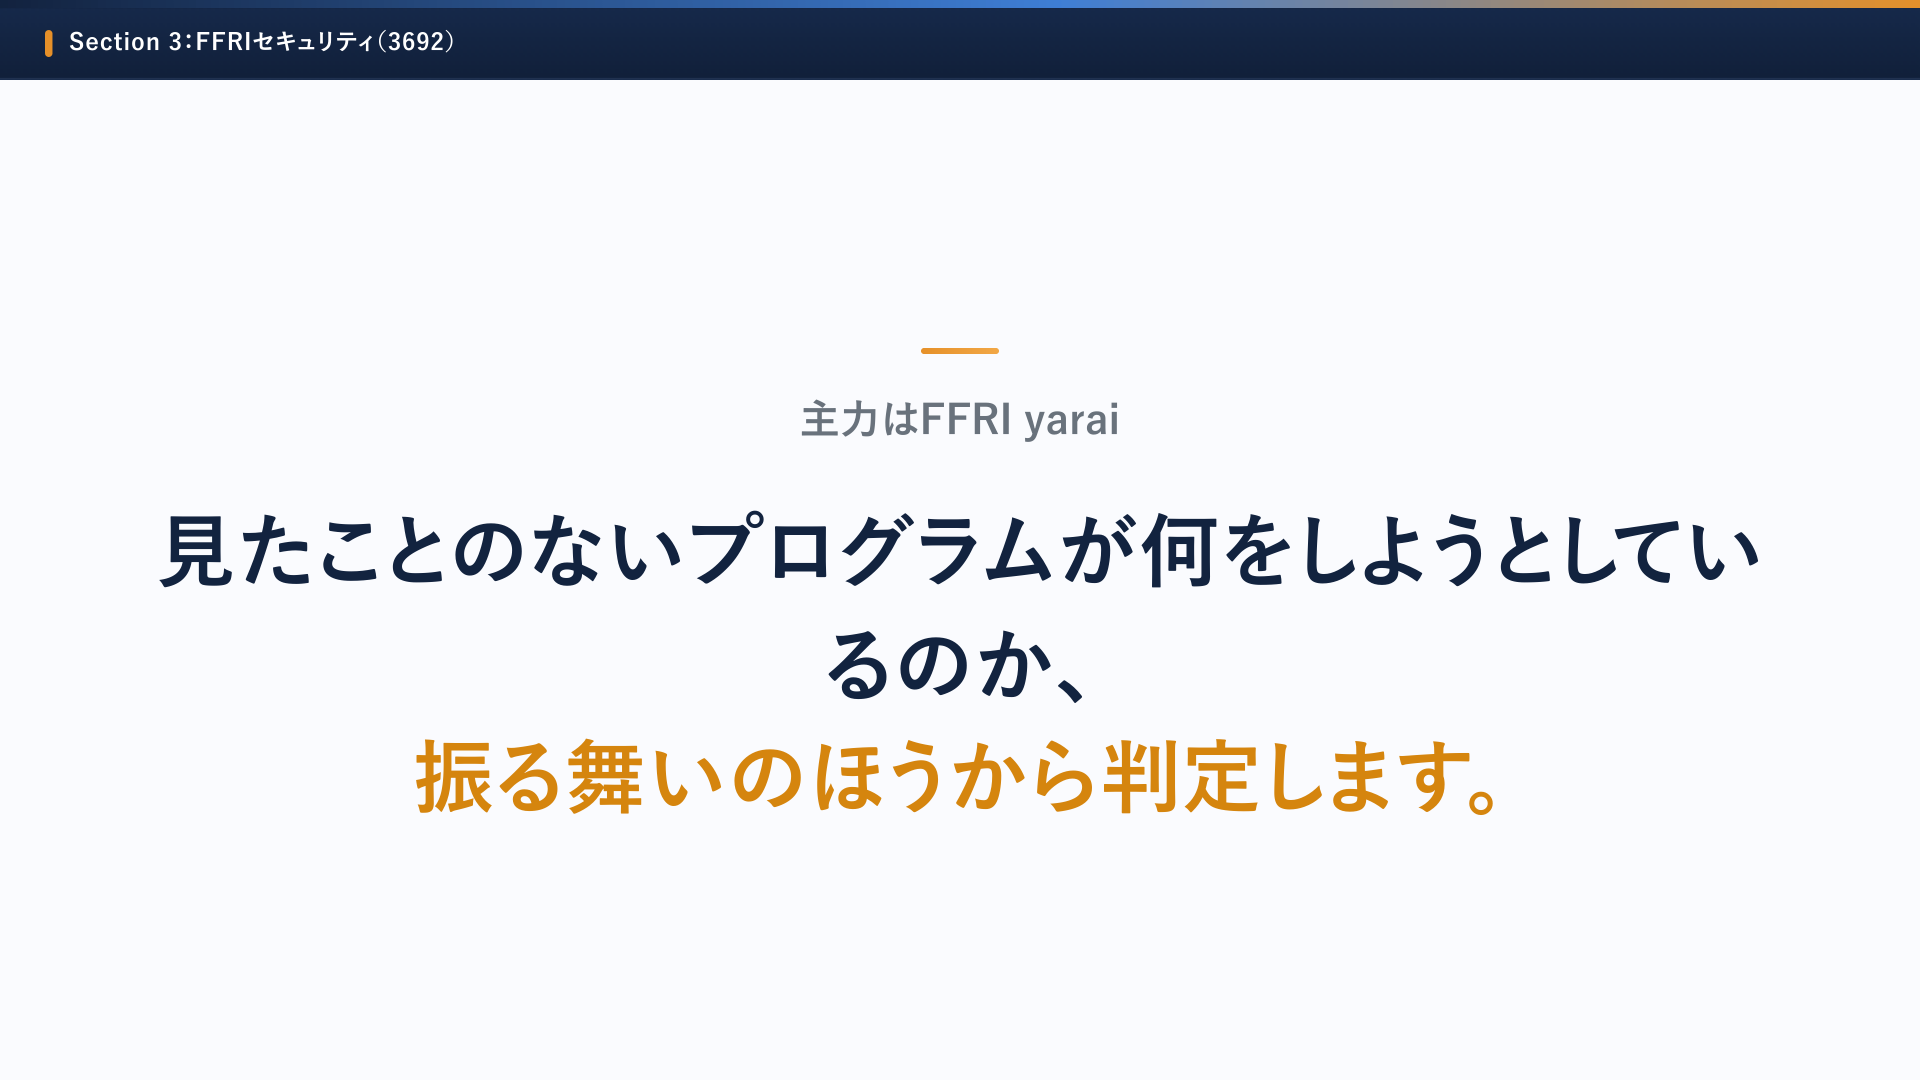 Section 3：FFRIセキュリティ（3692）
主力はFFRI yarai
見たことのないプログラムが何をしようとしてい
るのか、
振る舞いのほうから判定します。